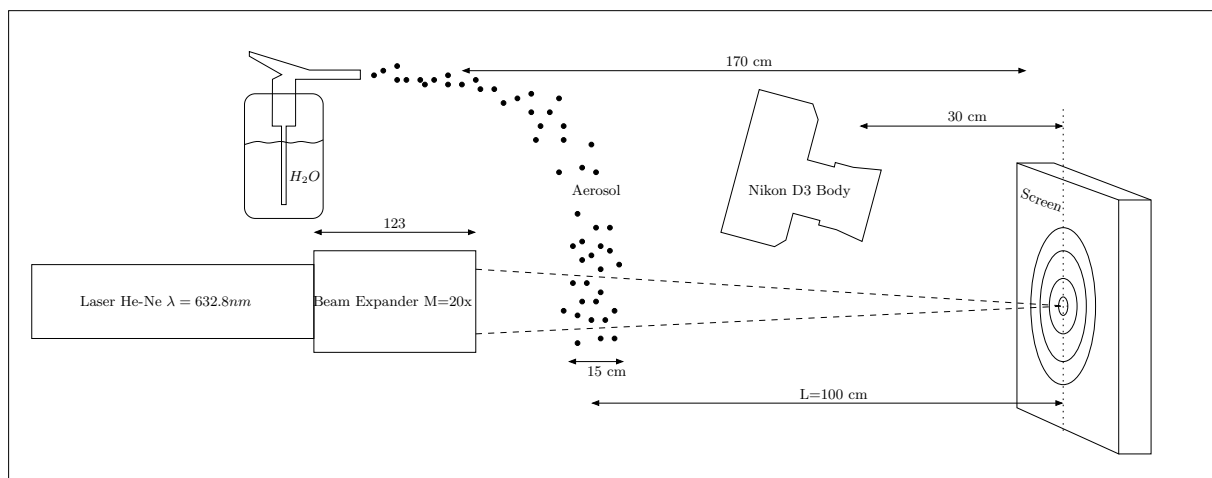 170 cm
30 cm
H₂O
Aerosol
Nikon D3 Body
Screen
123
Laser He-Ne λ = 632.8nm
Beam Expander M=20x
15 cm
L=100 cm